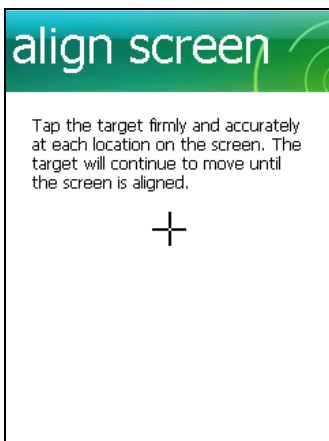 align screen
Tap the target firmly and accurately
at each location on the screen. The
target will continue to move until
the screen is aligned.